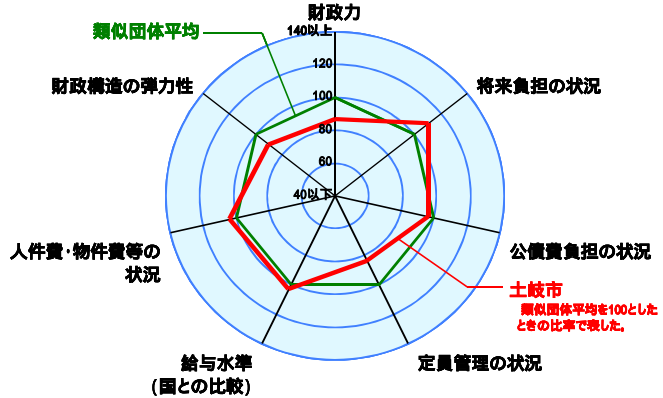 財政力
類似団体平均
140以上
120
100
80
60
40以下
財政構造の弾力性
将来負担の状況
人件費・物件費等の
状況
公債費負担の状況
土岐市
類似団体平均を100とした
ときの比率で表した。
給与水準
(国との比較)
定員管理の状況